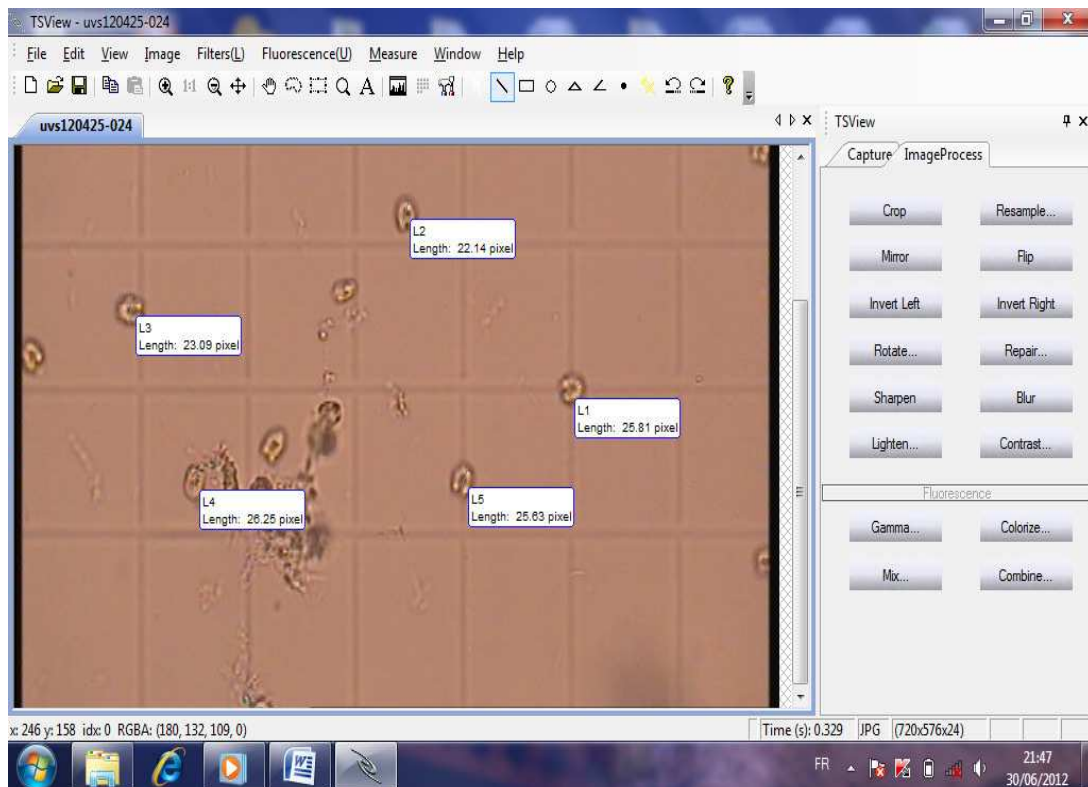 TSView - uvs120425-024
File Edit View Image Filters(L) Fluorescence(U) Measure Window Help
1:1 A ?
uvs120425-024
TSView
Capture ImageProcess
Crop Resample...
Mirror Flip
Invert Left Invert Right
Rotate... Repair...
Sharpen Blur
Lighten... Contrast...
Fluorescence
Gamma... Colorize...
Mix... Combine...
L2
Length: 22.14 pixel
L3
Length: 23.09 pixel
L1
Length: 25.81 pixel
L4
Length: 26.25 pixel
L5
Length: 25.63 pixel
x: 246 y: 158 idx: 0 RGBA: (180, 132, 109, 0) Time (s): 0.329 JPG (720x576x24)
FR 21:47
30/06/2012